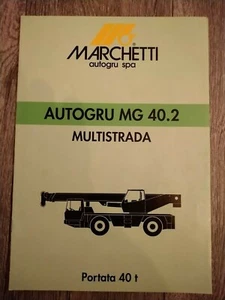 MARCHETTI
autogru spa
AUTOGRU MG 40.2
MULTISTRADA
Portata 40 t